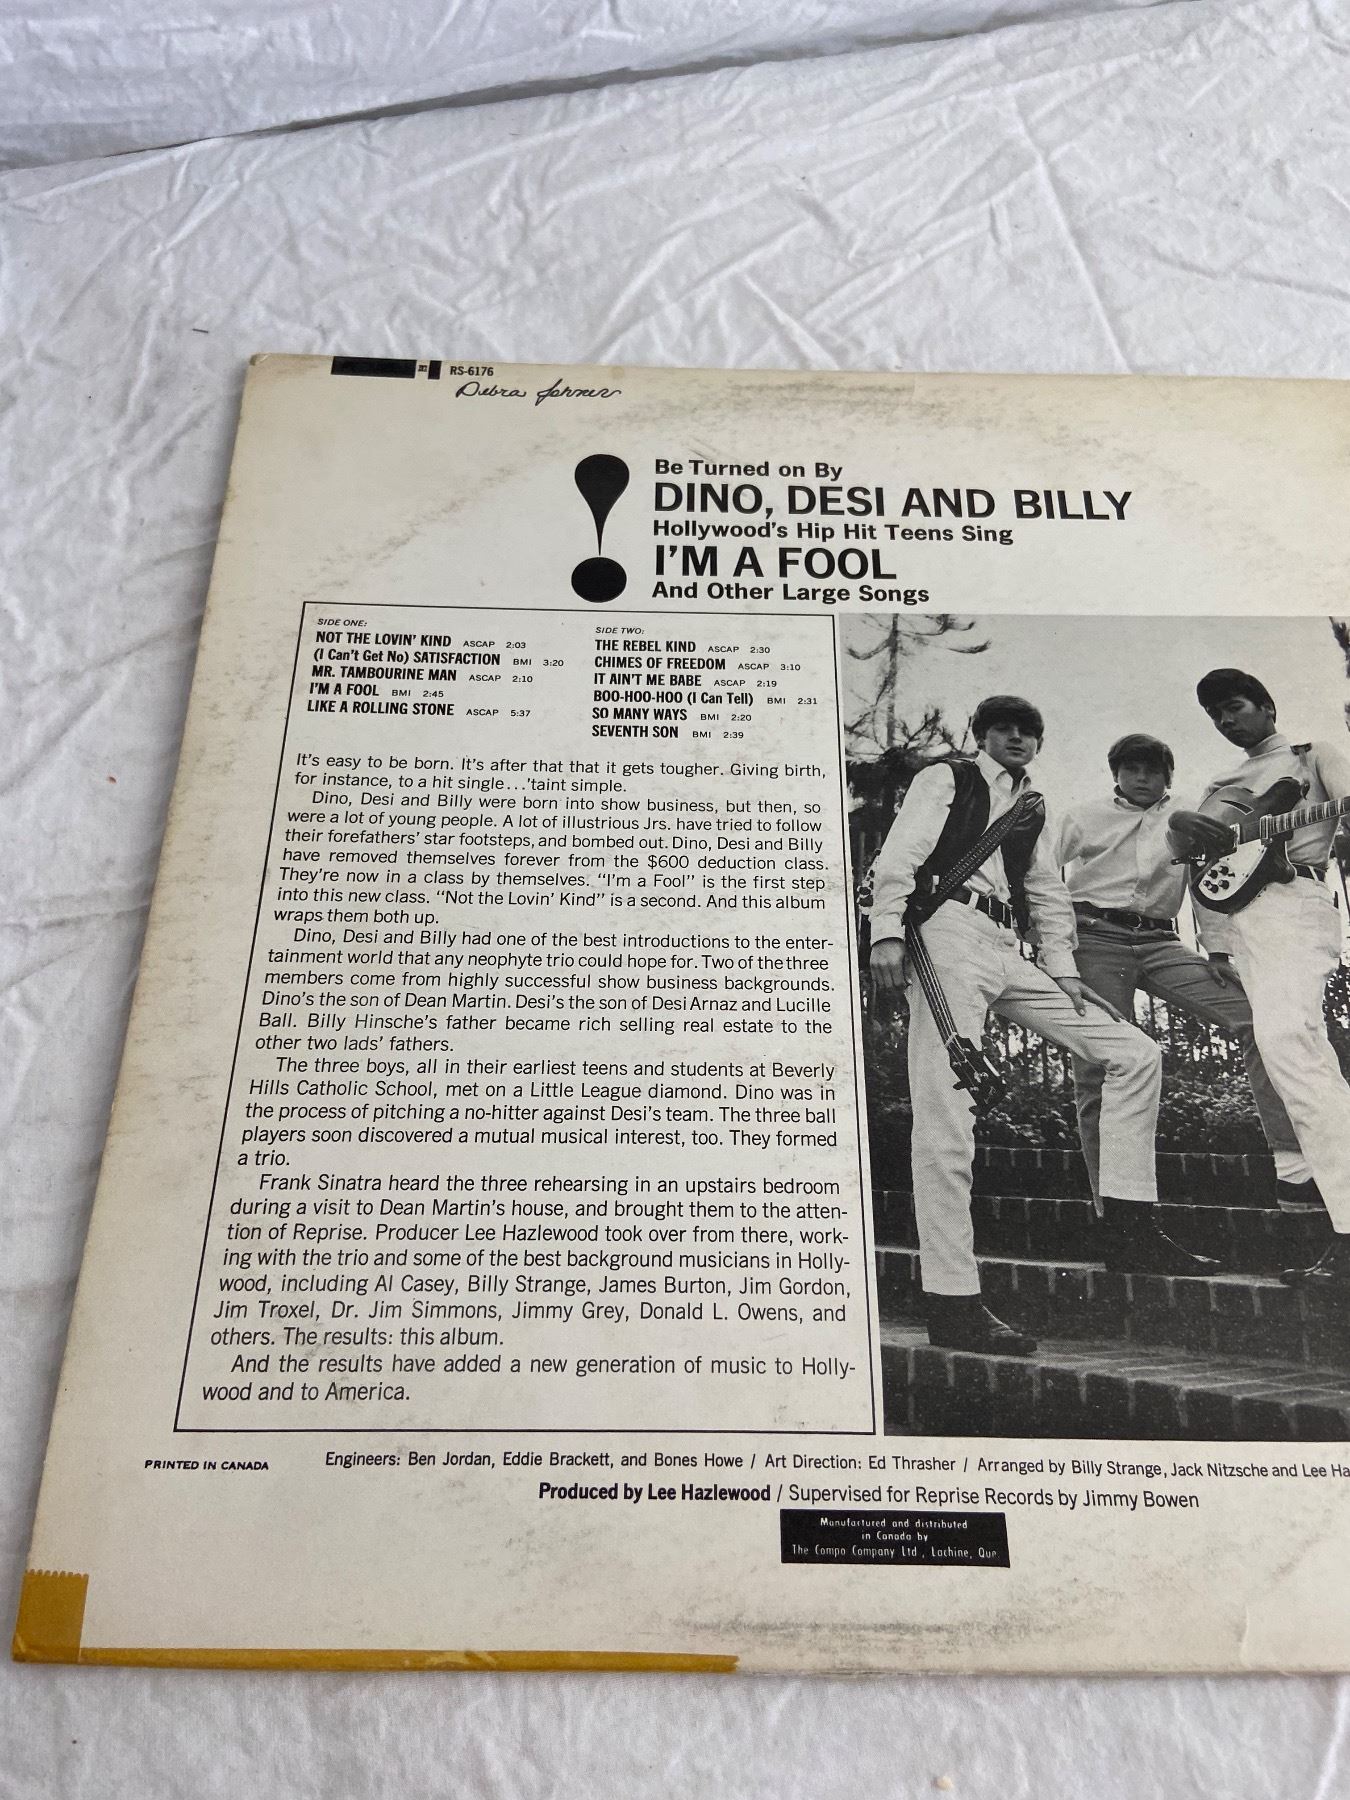 RS-6176
Debra
Be Turned on By
DINO, DESI AND BILLY
Hollywood's Hip Hit Teens Sing
I'M A FOOL
And Other Large Songs
SIDE ONE:
NOT THE LOVIN' KIND ASCAP 2:03
(I Can't Get No) SATISFACTION BMI 3:20
MR. TAMBOURINE MAN ASCAP 2:10
I'M A FOOL BMI 2:45
LIKE A ROLLING STONE ASCAP 5:37
SIDE TWO:
THE REBEL KIND ASCAP 2:30
CHIMES OF FREEDOM ASCAP 3:10
IT AIN'T ME BABE ASCAP 2:19
BOO-HOO-HOO (I Can Tell) BMI 2:31
SO MANY WAYS BMI 2:20
SEVENTH SON BMI 2:39
It's easy to be born. It's after that that it gets tougher. Giving birth,
for instance, to a hit single...'taint simple.
Dino, Desi and Billy were born into show business, but then, so
were a lot of young people. A lot of illustrious Jrs. have tried to follow
their forefathers' star footsteps, and bombed out. Dino, Desi and Billy
have removed themselves forever from the $600 deduction class.
They're now in a class by themselves. "I'm a Fool" is the first step
into this new class. "Not the Lovin' Kind" is a second. And this album
wraps them both up.
Dino, Desi and Billy had one of the best introductions to the enter-
tainment world that any neophyte trio could hope for. Two of the three
members come from highly successful show business backgrounds.
Dino's the son of Dean Martin. Desi's the son of Desi Arnaz and Lucille
Ball. Billy Hinsche's father became rich selling real estate to the
other two lads' fathers.
The three boys, all in their earliest teens and students at Beverly
Hills Catholic School, met on a Little League diamond. Dino was in
the process of pitching a no-hitter against Desi's team. The three ball
players soon discovered a mutual musical interest, too. They formed
a trio.
Frank Sinatra heard the three rehearsing in an upstairs bedroom
during a visit to Dean Martin's house, and brought them to the atten-
tion of Reprise. Producer Lee Hazlewood took over from there, work-
ing with the trio and some of the best background musicians in Holly-
wood, including Al Casey, Billy Strange, James Burton, Jim Gordon,
Jim Troxel, Dr. Jim Simmons, Jimmy Grey, Donald L. Owens, and
others. The results: this album.
And the results have added a new generation of music to Holly-
wood and to America.
PRINTED IN CANADA
Engineers: Ben Jordan, Eddie Brackett, and Bones Howe / Art Direction: Ed Thrasher / Arranged by Billy Strange, Jack Nitzsche and Lee Ha
Produced by Lee Hazlewood / Supervised for Reprise Records by Jimmy Bowen
Manufactured and distributed
in Canada by
The Compo Company Ltd., Lachine, Que